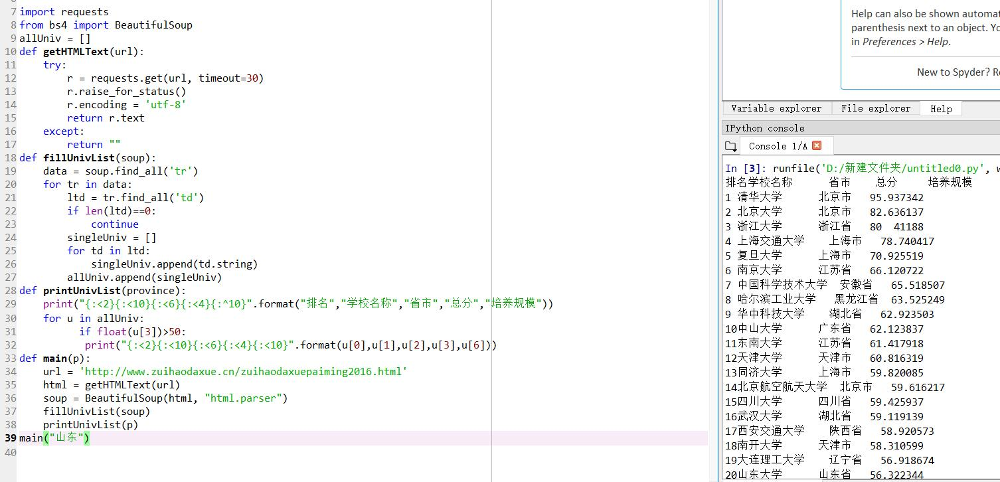 7 import requests
8 from bs4 import BeautifulSoup
9 allUniv = []
10 def getHTMLText(url):
11     try:
12         r = requests.get(url, timeout=30)
13         r.raise_for_status()
14         r.encoding = 'utf-8'
15         return r.text
16     except:
17         return ""
18 def fillUnivList(soup):
19     data = soup.find_all('tr')
20     for tr in data:
21         ltd = tr.find_all('td')
22         if len(ltd)==0:
23             continue
24         singleUniv = []
25         for td in ltd:
26             singleUniv.append(td.string)
27         allUniv.append(singleUniv)
28 def printUnivList(province):
29     print("{:<2}{:<10}{:<6}{:<4}{:^10}".format("排名","学校名称","省市","总分","培养规模"))
30     for u in allUniv:
31           if float(u[3])>50:
32            print("{:<2}{:<10}{:<6}{:<4}{:<10}".format(u[0],u[1],u[2],u[3],u[6]))
33 def main(p):
34     url = 'http://www.zuihaodaxue.cn/zuihaodaxuepaiming2016.html'
35     html = getHTMLText(url)
36     soup = BeautifulSoup(html, "html.parser")
37     fillUnivList(soup)
38     printUnivList(p)
39 main("山东")
40
Help can also be shown automat
parenthesis next to an object. Yo
in Preferences > Help.
New to Spyder? R
Variable explorer File explorer Help
IPython console
Console 1/A
In [3]: runfile('D:/新建文件夹/untitled0.py', w
排名学校名称 省市 总分 培养规模
1 清华大学 北京市 95.937342
2 北京大学 北京市 82.636137
3 浙江大学 浙江省 80 41188
4 上海交通大学 上海市 78.740417
5 复旦大学 上海市 70.925519
6 南京大学 江苏省 66.120722
7 中国科学技术大学 安徽省 65.518507
8 哈尔滨工业大学 黑龙江省 63.525249
9 华中科技大学 湖北省 62.923503
10中山大学 广东省 62.123837
11东南大学 江苏省 61.417918
12天津大学 天津市 60.816319
13同济大学 上海市 59.820085
14北京航空航天大学 北京市 59.616217
15四川大学 四川省 59.425937
16武汉大学 湖北省 59.119139
17西安交通大学 陕西省 58.920573
18南开大学 天津市 58.310599
19大连理工大学 辽宁省 56.918674
20山东大学 山东省 56.322344